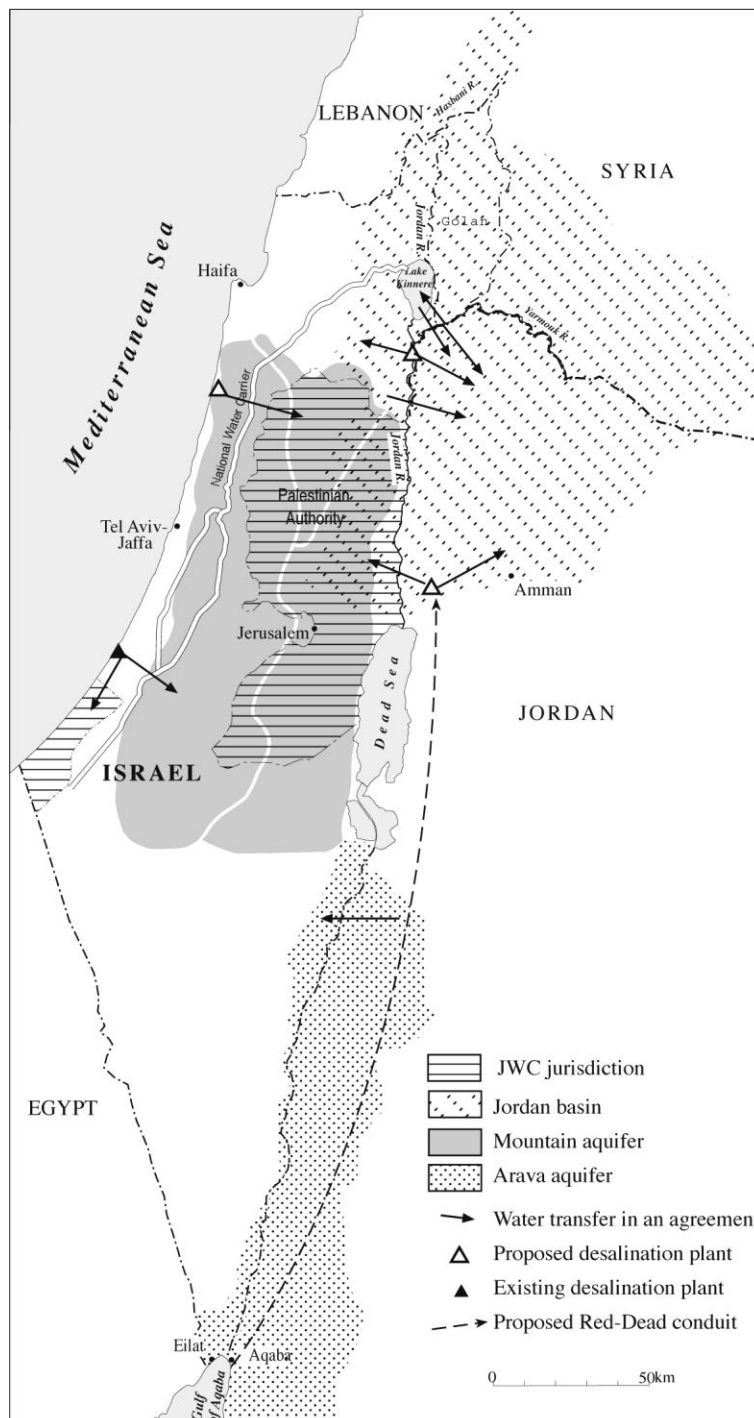 LEBANON
Hasbani R.
SYRIA
Jordan R.
Golan
Mediterranean Sea
Haifa
Lake
Kinneret
Yarmouk R.
National Water Carrier
Jordan R.
Palestinian
Authority
Tel Aviv-
Jaffa
Amman
Jerusalem
Dead Sea
JORDAN
ISRAEL
EGYPT
JWC jurisdiction
Jordan basin
Mountain aquifer
Arava aquifer
Water transfer in an agreement
Proposed desalination plant
Existing desalination plant
Proposed Red-Dead conduit
Eilat
Aqaba
Gulf
of Aqaba
0
50km